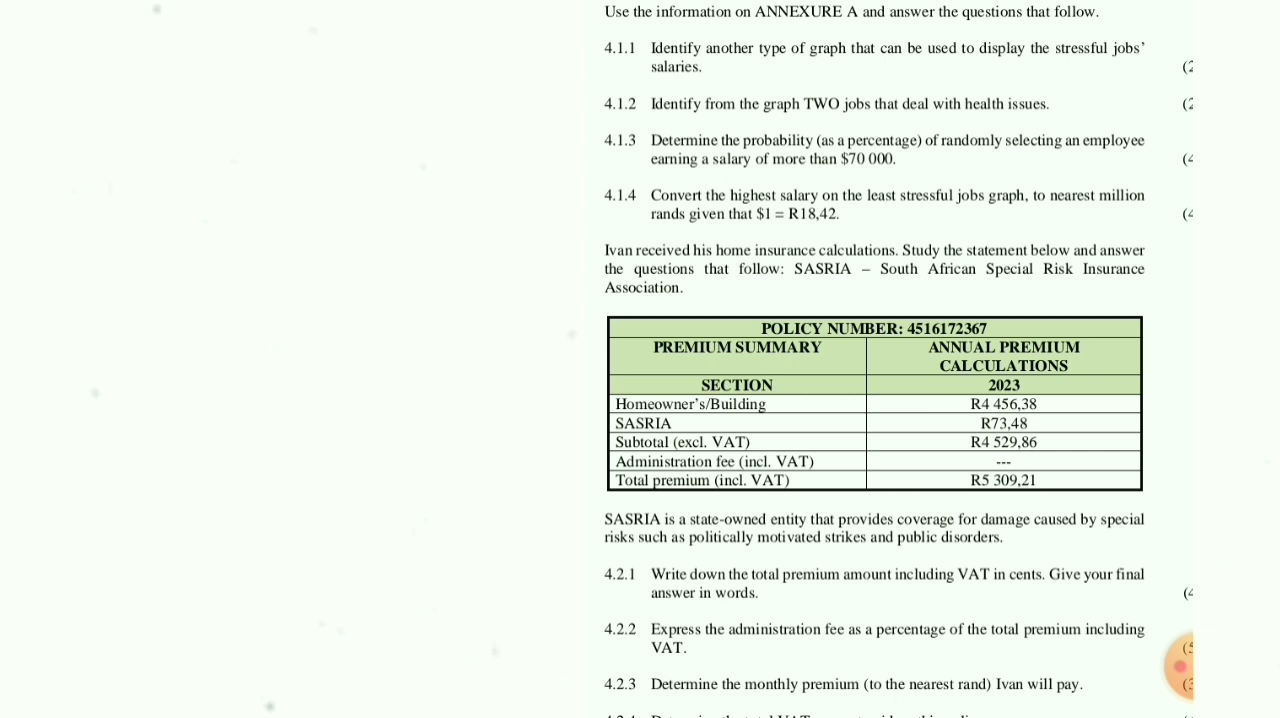 Use the information on ANNEXURE A and answer the questions that follow.
4.1.1 Identify another type of graph that can be used to display the stressful jobs'
salaries. (2
4.1.2 Identify from the graph TWO jobs that deal with health issues. (2
4.1.3 Determine the probability (as a percentage) of randomly selecting an employee
earning a salary of more than $70 000. (4
4.1.4 Convert the highest salary on the least stressful jobs graph, to nearest million
rands given that $1 = R18,42. (4
Ivan received his home insurance calculations. Study the statement below and answer
the questions that follow: SASRIA – South African Special Risk Insurance
Association.
POLICY NUMBER: 4516172367
PREMIUM SUMMARY ANNUAL PREMIUM
CALCULATIONS
SECTION 2023
Homeowner's/Building R4 456,38
SASRIA R73,48
Subtotal (excl. VAT) R4 529,86
Administration fee (incl. VAT) ---
Total premium (incl. VAT) R5 309,21
SASRIA is a state-owned entity that provides coverage for damage caused by special
risks such as politically motivated strikes and public disorders.
4.2.1 Write down the total premium amount including VAT in cents. Give your final
answer in words. (4
4.2.2 Express the administration fee as a percentage of the total premium including
VAT. (5
4.2.3 Determine the monthly premium (to the nearest rand) Ivan will pay. (3